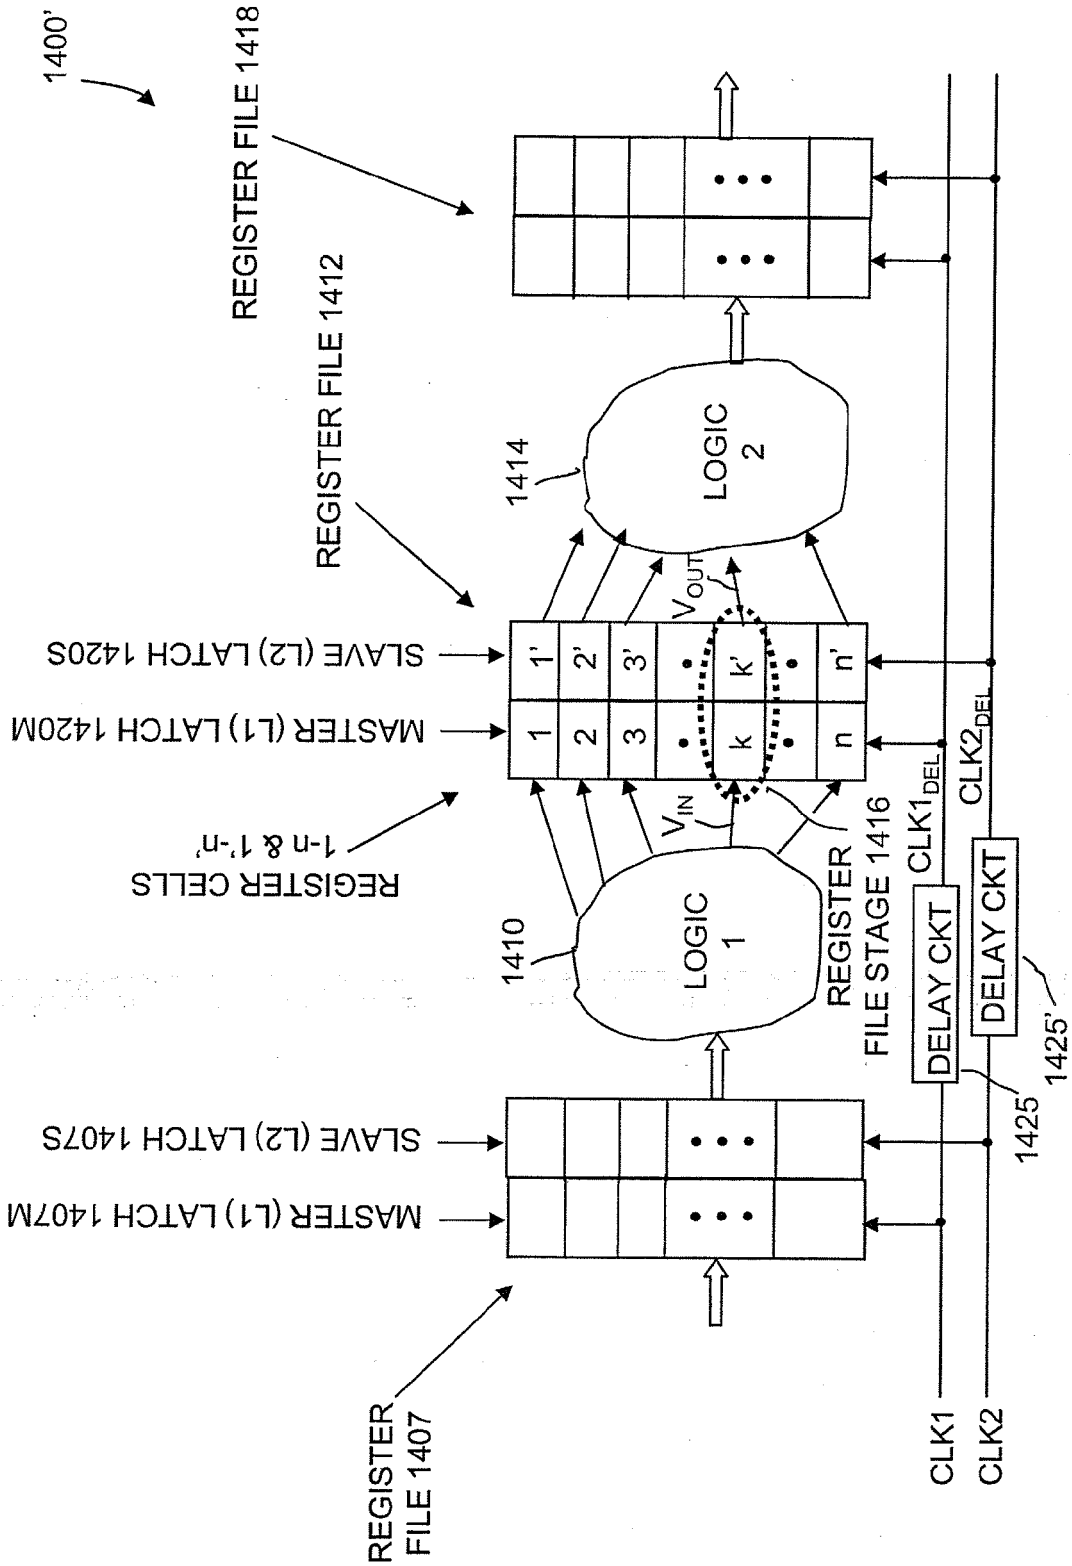 1400'
REGISTER FILE 1418
REGISTER FILE 1412
SLAVE (L2) LATCH 1420S
MASTER (L1) LATCH 1420M
REGISTER CELLS
1-n & 1'-n'
SLAVE (L2) LATCH 1407S
MASTER (L1) LATCH 1407M
REGISTER
FILE 1407
1410
LOGIC
1
1
2
3
k
n
1'
2'
3'
k'
n'
VIN
VOUT
1414
LOGIC
2
REGISTER
FILE STAGE 1416
CLK1
CLK2
DELAY CKT
DELAY CKT
1425
1425'
CLK1DEL
CLK2DEL